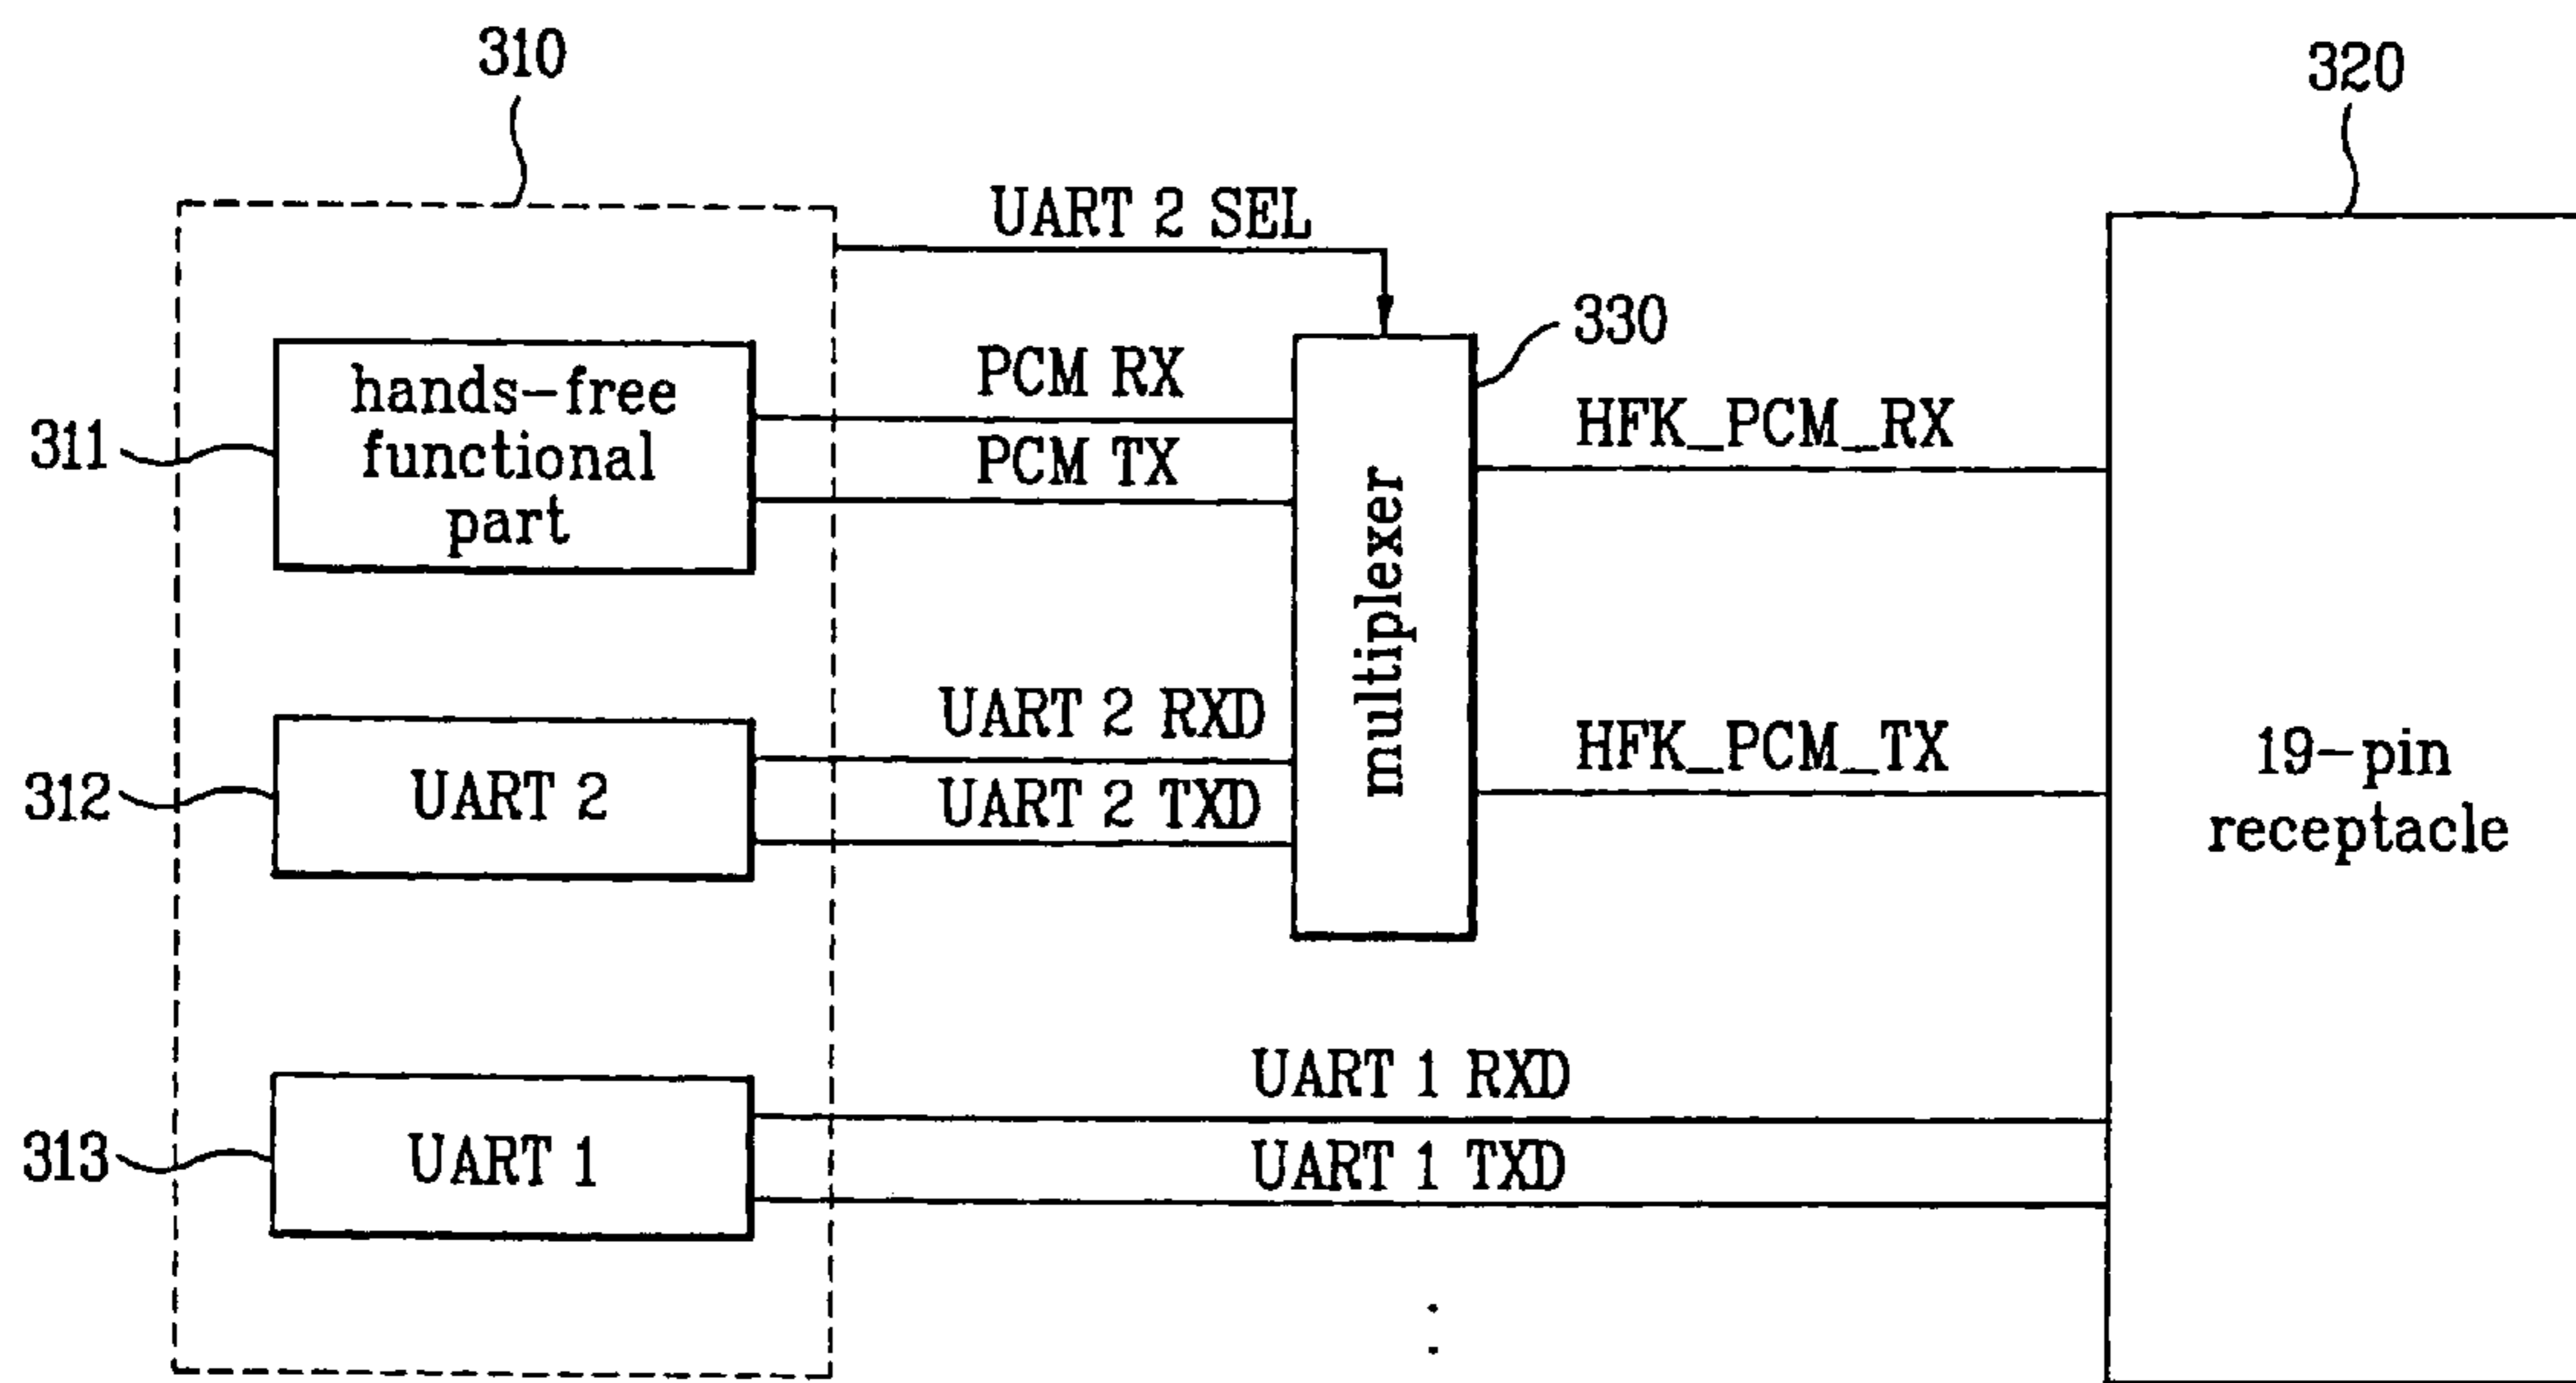 310
320
UART 2 SEL
330
PCM RX
hands-free
functional
part
311
HFK_PCM_RX
PCM TX
multiplexer
UART 2 RXD
HFK_PCM_TX
19-pin
receptacle
312
UART 2
UART 2 TXD
UART 1 RXD
313
UART 1
UART 1 TXD